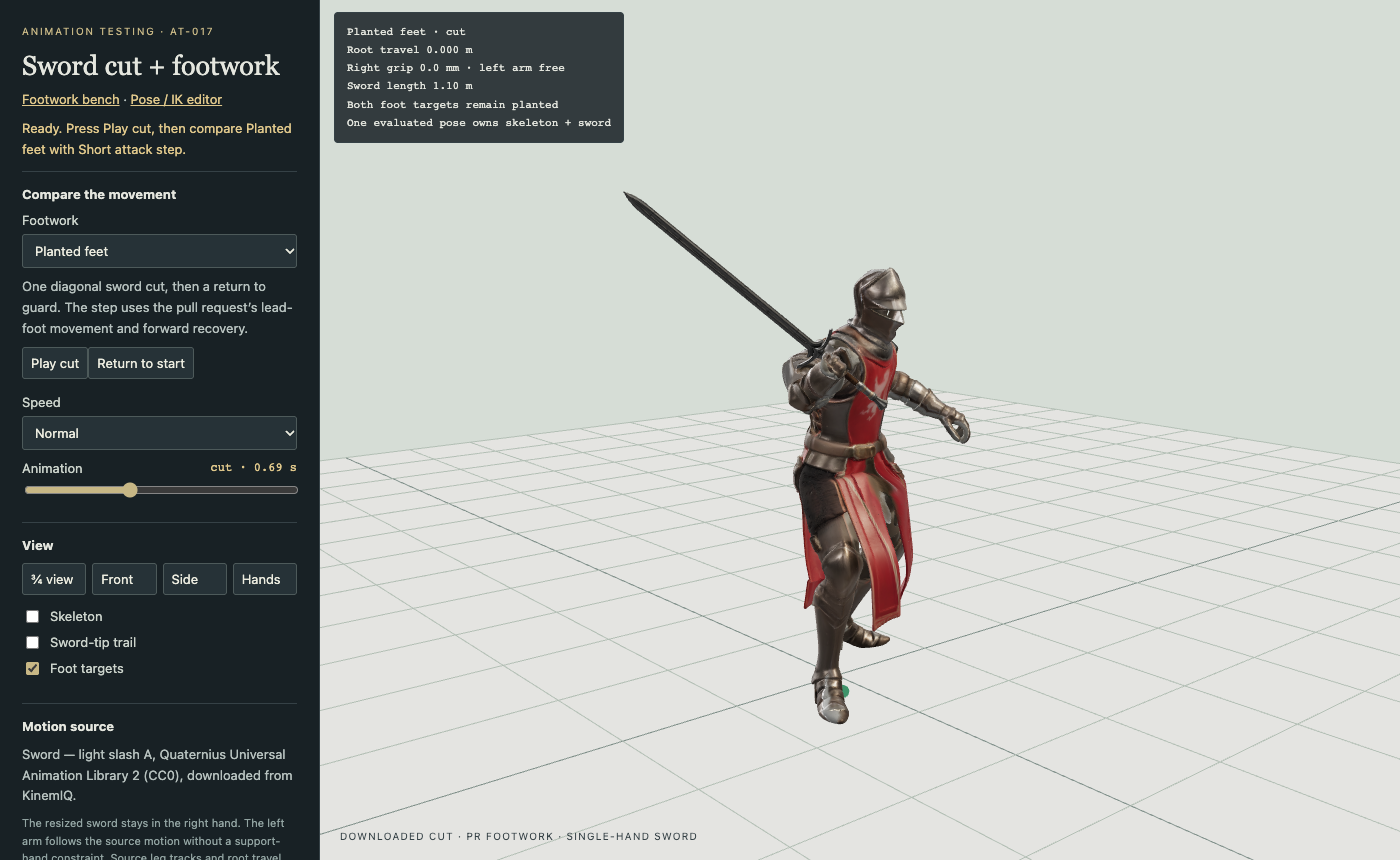 ANIMATION TESTING · AT-017
Sword cut + footwork
Footwork bench · Pose / IK editor
Ready. Press Play cut, then compare Planted
feet with Short attack step.
Compare the movement
Footwork
Planted feet
One diagonal sword cut, then a return to
guard. The step uses the pull request's lead-
foot movement and forward recovery.
Play cut
Return to start
Speed
Normal
Animation
cut · 0.69 s
View
¾ view
Front
Side
Hands
Skeleton
Sword-tip trail
Foot targets
Motion source
Sword — light slash A, Quaternius Universal
Animation Library 2 (CC0), downloaded from
KinemIQ.
The resized sword stays in the right hand. The left
arm follows the source motion without a support-
hand constraint. Source leg tracks and root travel
Planted feet · cut
Root travel 0.000 m
Right grip 0.0 mm · left arm free
Sword length 1.10 m
Both foot targets remain planted
One evaluated pose owns skeleton + sword
DOWNLOADED CUT · PR FOOTWORK · SINGLE-HAND SWORD